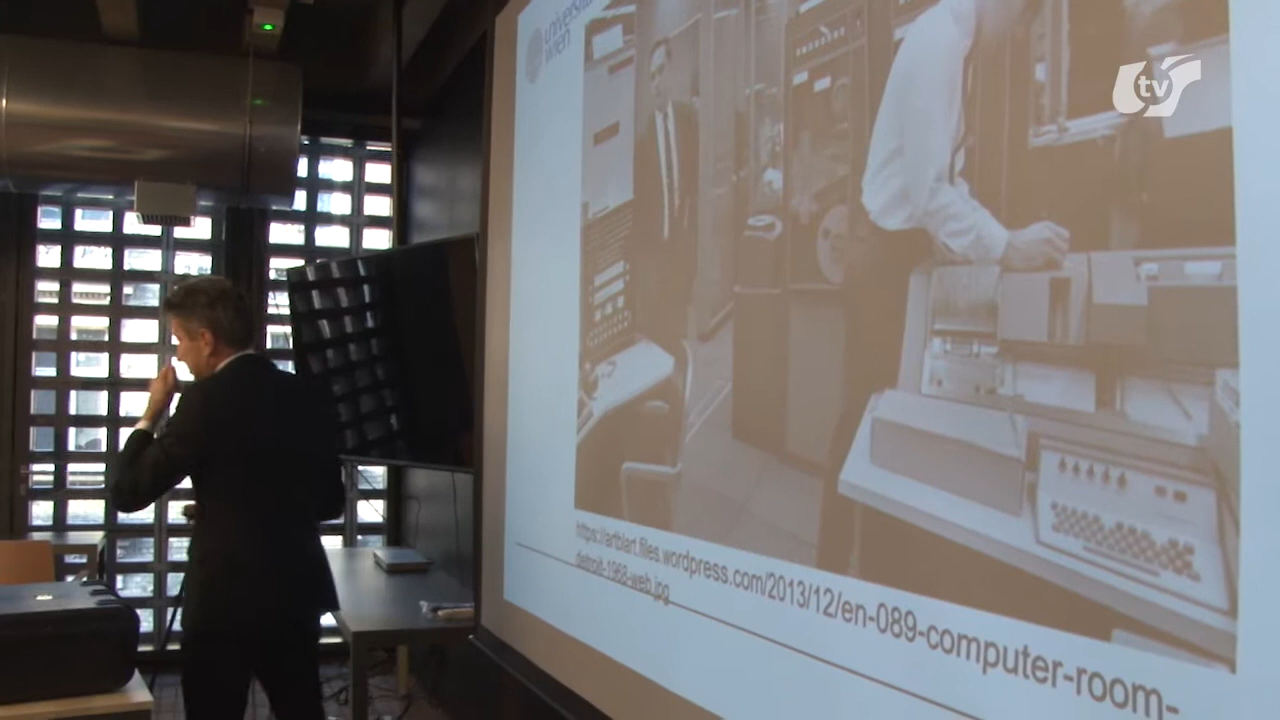 universität
wien
tv
https://artblart.files.wordpress.com/2013/12/en-089-computer-room-
detroit-1968-web.jpg